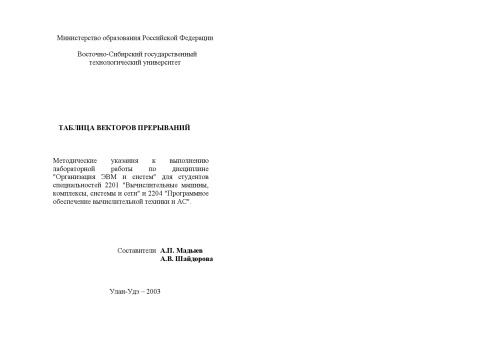 Министерство образования Российской Федерации
Восточно-Сибирский государственный
технологический университет
ТАБЛИЦА ВЕКТОРОВ ПРЕРЫВАНИЙ
Методические указания к выполнению
лабораторной работы по дисциплине
"Организация ЭВМ и систем" для студентов
специальностей 2201 "Вычислительные машины,
комплексы, системы и сети" и 2204 "Программное
обеспечение вычислительной техники и АС".
Составители А.П. Мадыев
А.В. Шайдорова
Улан-Удэ – 2003